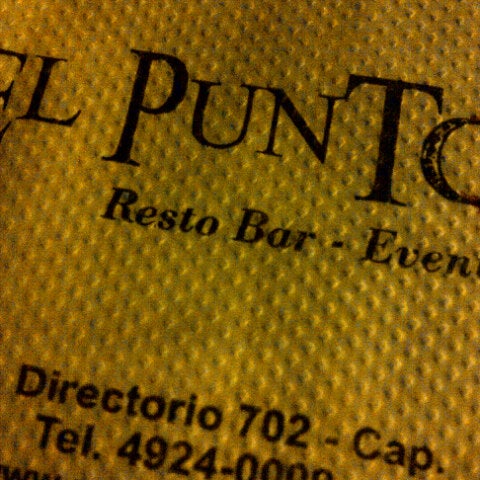 EL PUNTO
Resto Bar - Event
Directorio 702 - Cap.
Tel. 4924-0000